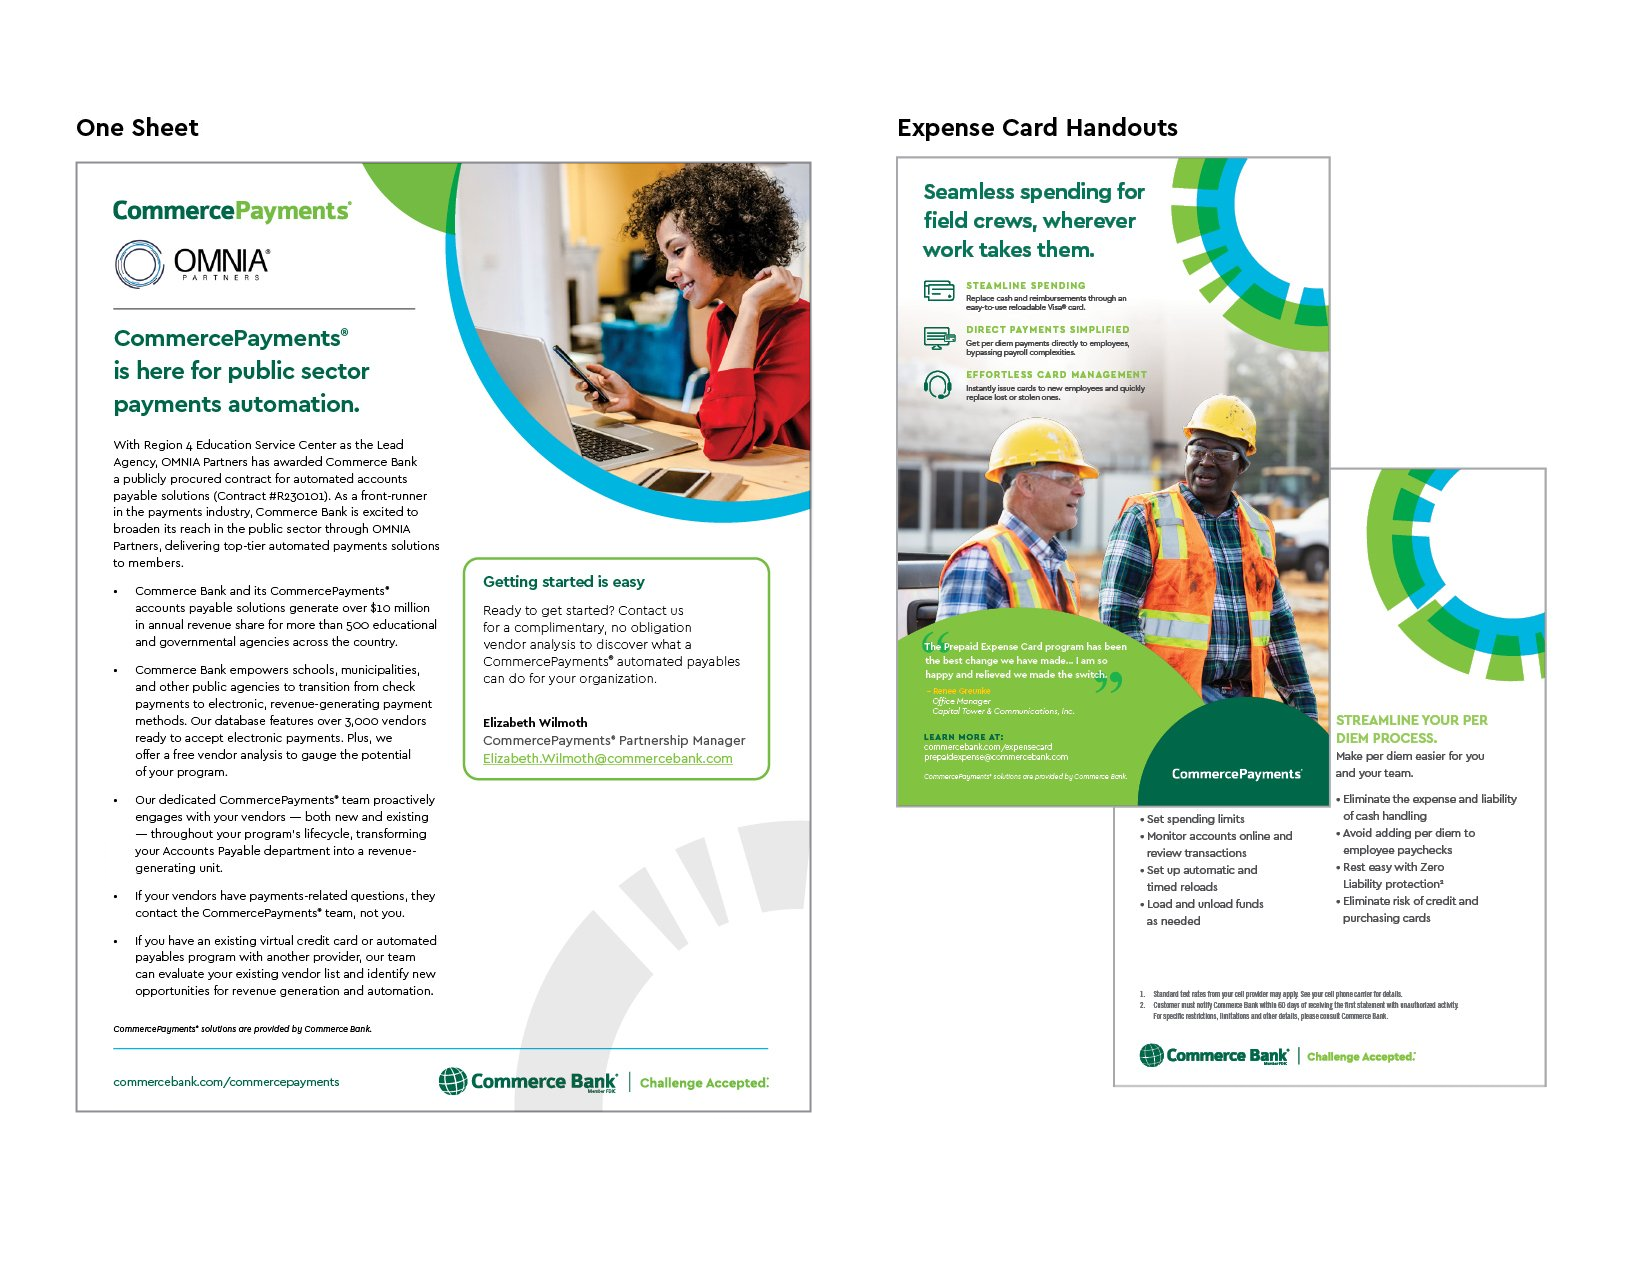 One Sheet
CommercePayments®
OMNIA®
PARTNERS
CommercePayments®
is here for public sector
payments automation.
With Region 4 Education Service Center as the Lead
Agency, OMNIA Partners has awarded Commerce Bank
a publicly procured contract for automated accounts
payable solutions (Contract #R230101). As a front-runner
in the payments industry, Commerce Bank is excited to
broaden its reach in the public sector through OMNIA
Partners, delivering top-tier automated payments solutions
to members.
• Commerce Bank and its CommercePayments®
accounts payable solutions generate over $10 million
in annual revenue share for more than 500 educational
and governmental agencies across the country.
• Commerce Bank empowers schools, municipalities,
and other public agencies to transition from check
payments to electronic, revenue-generating payment
methods. Our database features over 3,000 vendors
ready to accept electronic payments. Plus, we
offer a free vendor analysis to gauge the potential
of your program.
• Our dedicated CommercePayments® team proactively
engages with your vendors — both new and existing
— throughout your program's lifecycle, transforming
your Accounts Payable department into a revenue-
generating unit.
• If your vendors have payments-related questions, they
contact the CommercePayments® team, not you.
• If you have an existing virtual credit card or automated
payables program with another provider, our team
can evaluate your existing vendor list and identify new
opportunities for revenue generation and automation.
CommercePayments® solutions are provided by Commerce Bank.
Getting started is easy
Ready to get started? Contact us
for a complimentary, no obligation
vendor analysis to discover what a
CommercePayments® automated payables
can do for your organization.
Elizabeth Wilmoth
CommercePayments® Partnership Manager
Elizabeth.Wilmoth@commercebank.com
commercebank.com/commercepayments
Commerce Bank®
Member FDIC
Challenge Accepted.®
Expense Card Handouts
Seamless spending for
field crews, wherever
work takes them.
STEAMLINE SPENDING
Replace cash and reimbursements through an
easy-to-use reloadable Visa® card.
DIRECT PAYMENTS SIMPLIFIED
Get per diem payments directly to employees,
bypassing payroll complexities.
EFFORTLESS CARD MANAGEMENT
Instantly issue cards to new employees and quickly
replace lost or stolen ones.
“The Prepaid Expense Card program has been
the best change we have made... I am so
happy and relieved we made the switch.”
– Renee Greunke
Office Manager
Capital Tower & Communications, Inc.
LEARN MORE AT:
commercebank.com/expensecard
prepaidexpense@commercebank.com
CommercePayments® solutions are provided by Commerce Bank.
CommercePayments®
• Set spending limits
• Monitor accounts online and
review transactions
• Set up automatic and
timed reloads
• Load and unload funds
as needed
STREAMLINE YOUR PER
DIEM PROCESS.
Make per diem easier for you
and your team.
• Eliminate the expense and liability
of cash handling
• Avoid adding per diem to
employee paychecks
• Rest easy with Zero
Liability protection²
• Eliminate risk of credit and
purchasing cards
1. Standard text rates from your cell provider may apply. See your cell phone carrier for details.
2. Customer must notify Commerce Bank within 60 days of receiving the first statement with unauthorized activity.
For specific restrictions, limitations and other details, please consult Commerce Bank.
Commerce Bank®
Member FDIC
Challenge Accepted.®